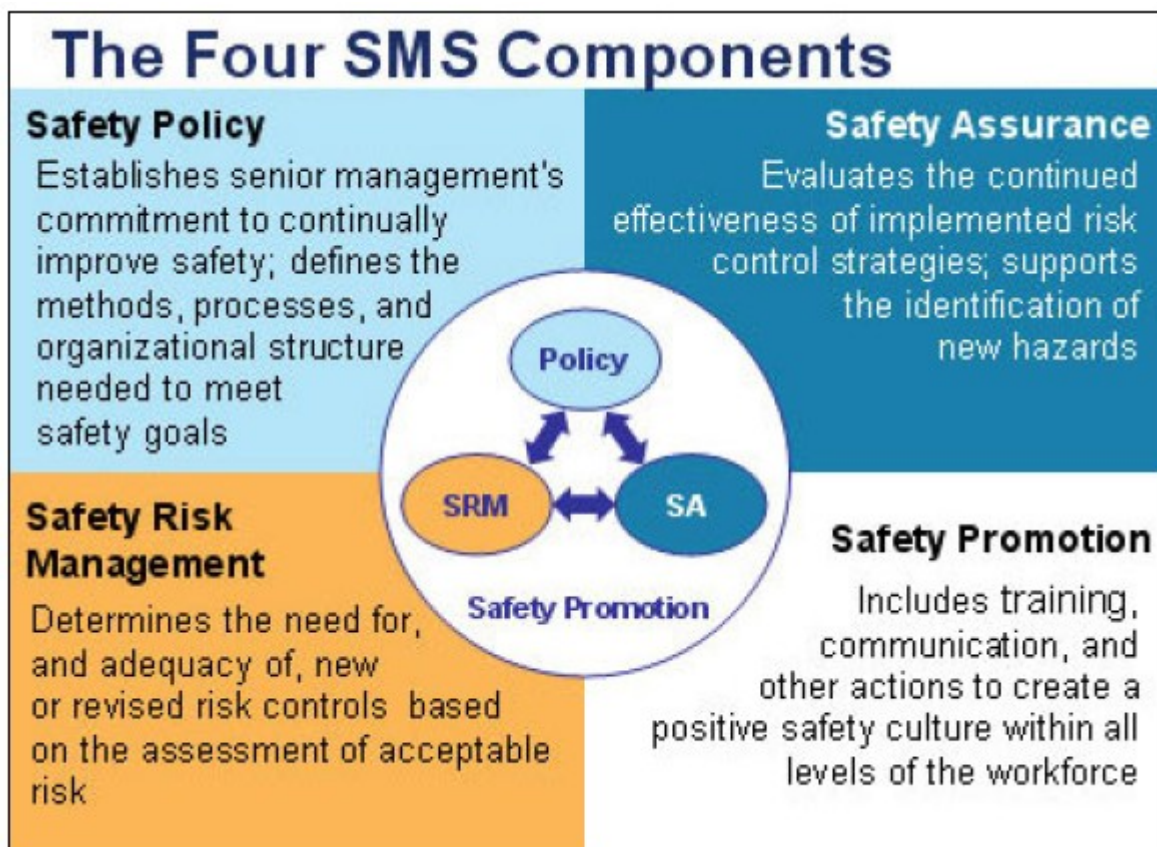 The Four SMS Components
Safety Policy
Establishes senior management's
commitment to continually
improve safety; defines the
methods, processes, and
organizational structure
needed to meet
safety goals
Safety Assurance
Evaluates the continued
effectiveness of implemented risk
control strategies; supports
the identification of
new hazards
Policy
SRM
SA
Safety Promotion
Safety Risk
Management
Determines the need for,
and adequacy of, new
or revised risk controls based
on the assessment of acceptable
risk
Safety Promotion
Includes training,
communication, and
other actions to create a
positive safety culture within all
levels of the workforce